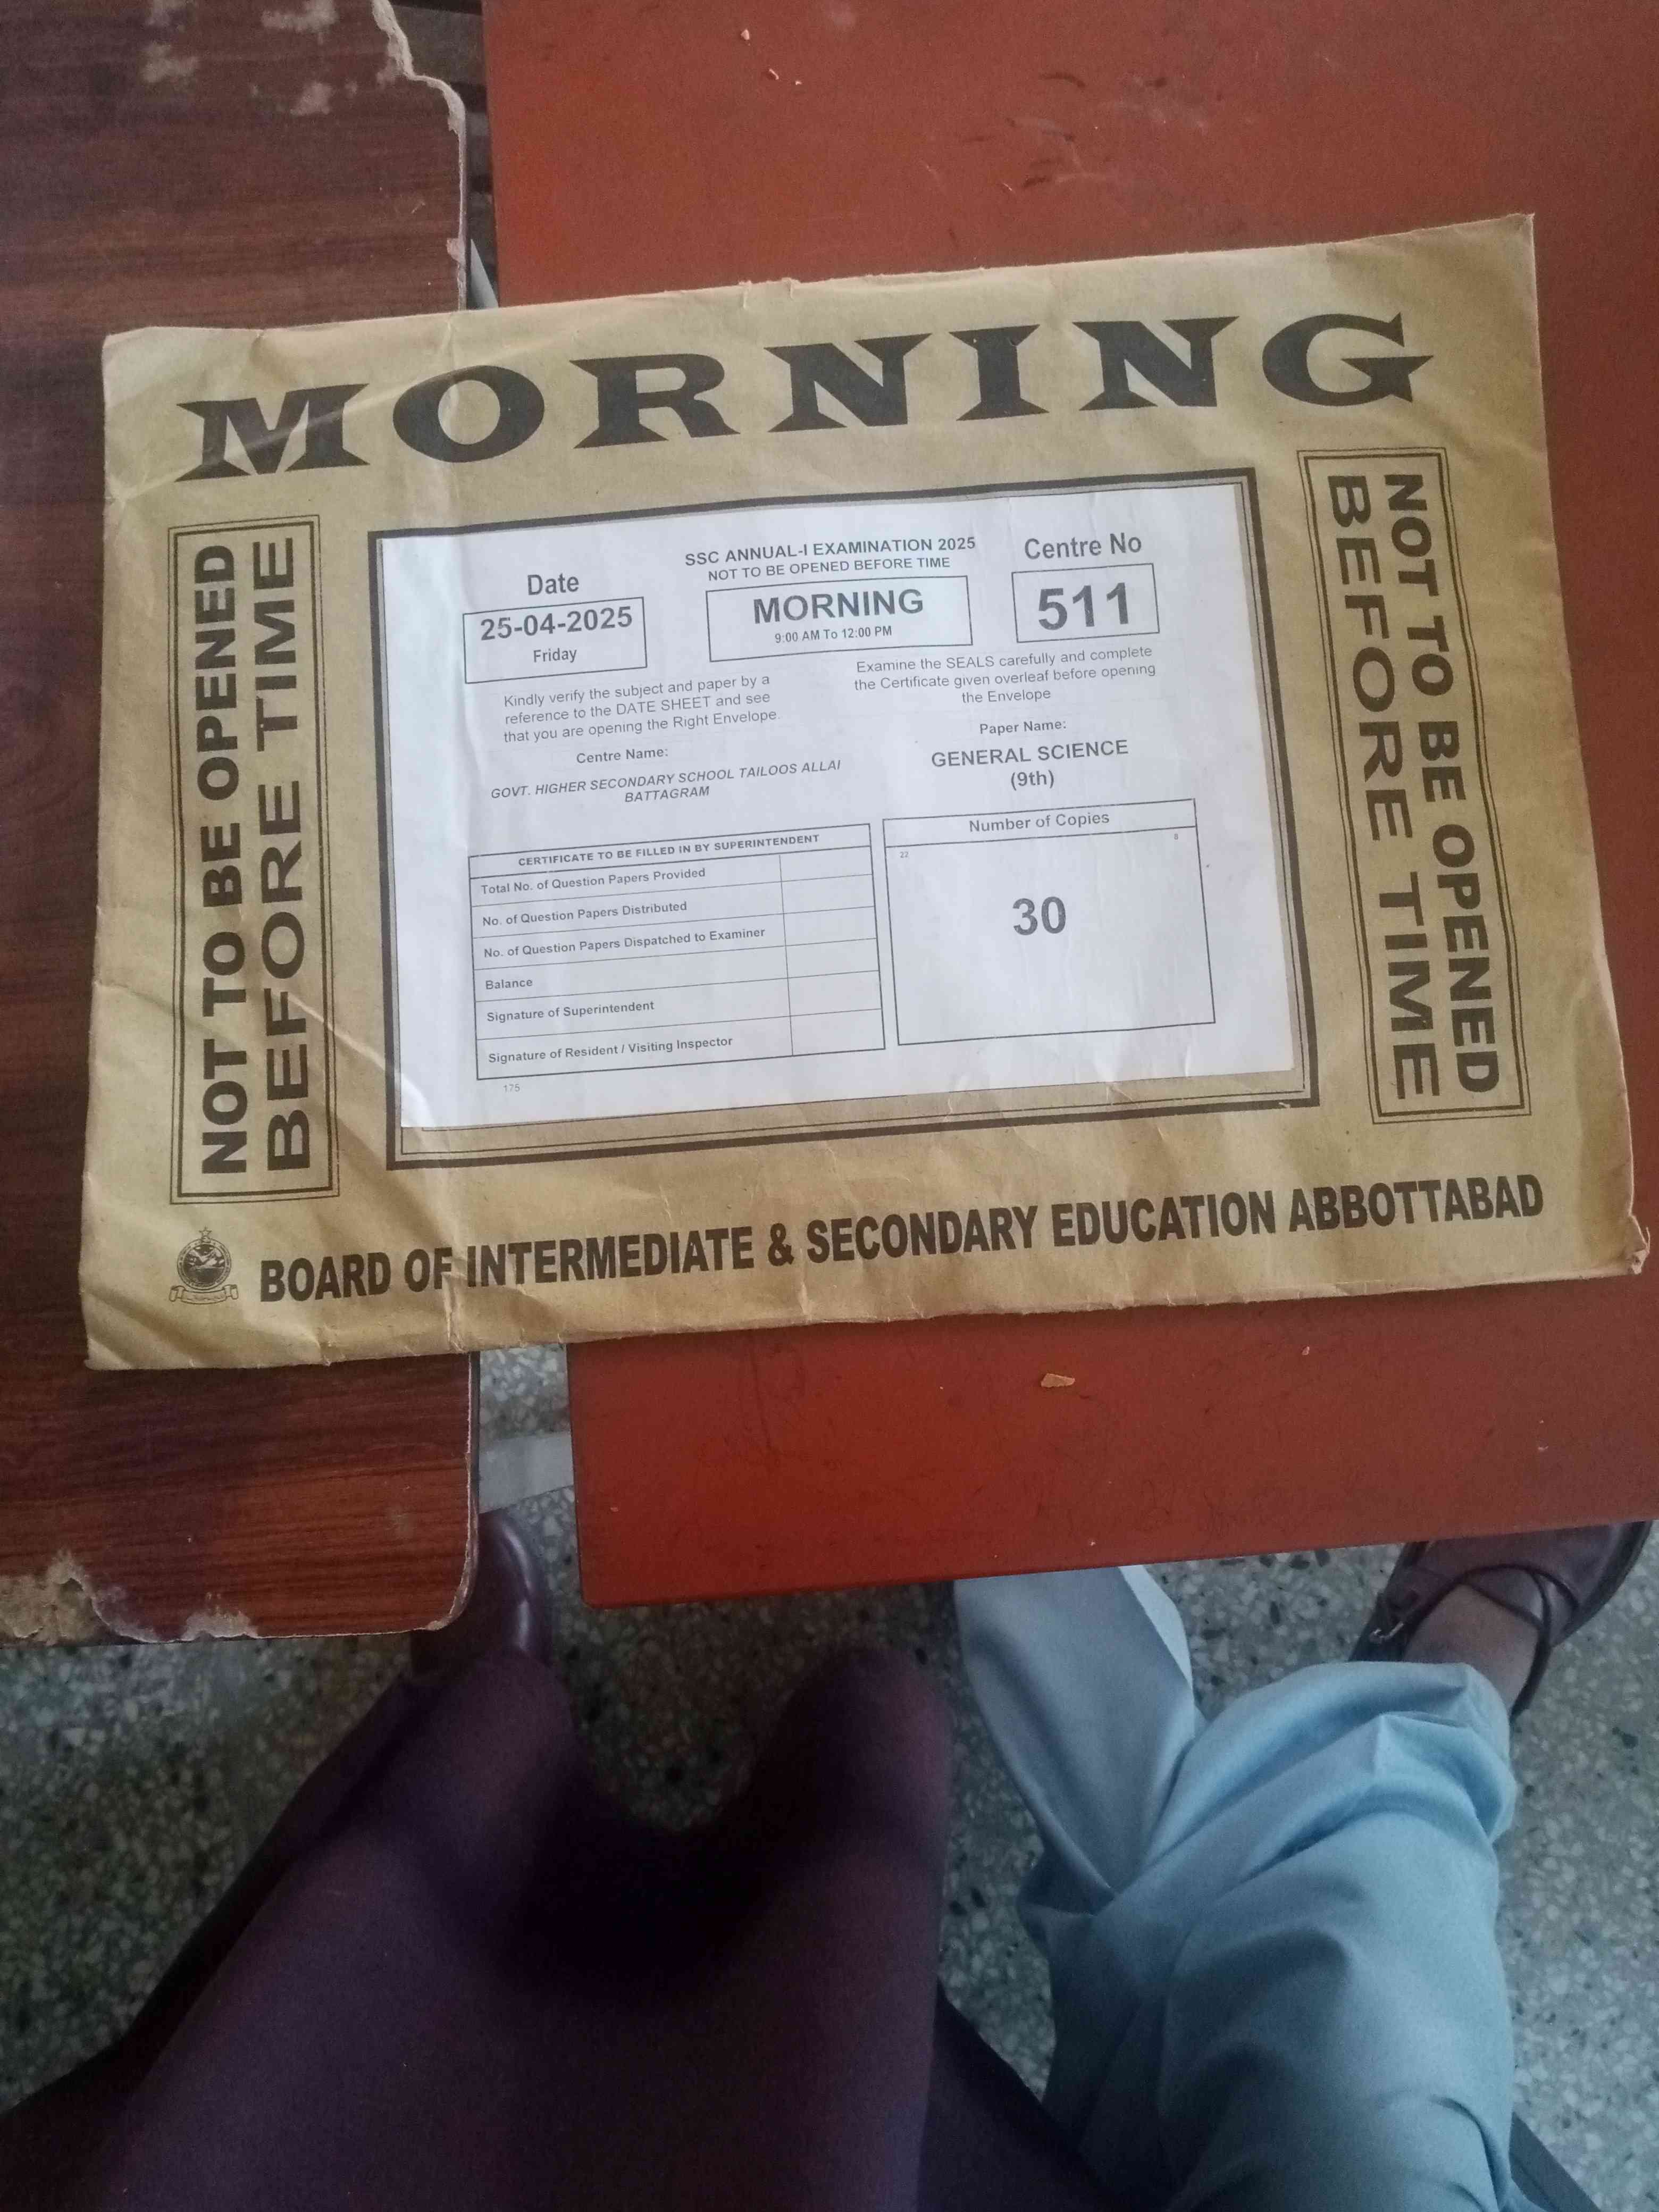 MORNING
NOT TO BE OPENED
BEFORE TIME
Date
25-04-2025
Friday
SSC ANNUAL-I EXAMINATION 2025
NOT TO BE OPENED BEFORE TIME
MORNING
9:00 AM To 12:00 PM
Centre No
511
Kindly verify the subject and paper by a
reference to the DATE SHEET and see
that you are opening the Right Envelope.
Examine the SEALS carefully and complete
the Certificate given overleaf before opening
the Envelope
Centre Name:
GOVT. HIGHER SECONDARY SCHOOL TAILOOS ALLAI
BATTAGRAM
Paper Name:
GENERAL SCIENCE
(9th)
CERTIFICATE TO BE FILLED IN BY SUPERINTENDENT
Total No. of Question Papers Provided
No. of Question Papers Distributed
No. of Question Papers Dispatched to Examiner
Balance
Signature of Superintendent
Signature of Resident / Visiting Inspector
175
Number of Copies
22
8
30
NOT TO BE OPENED
BEFORE TIME
BOARD OF INTERMEDIATE & SECONDARY EDUCATION ABBOTTABAD